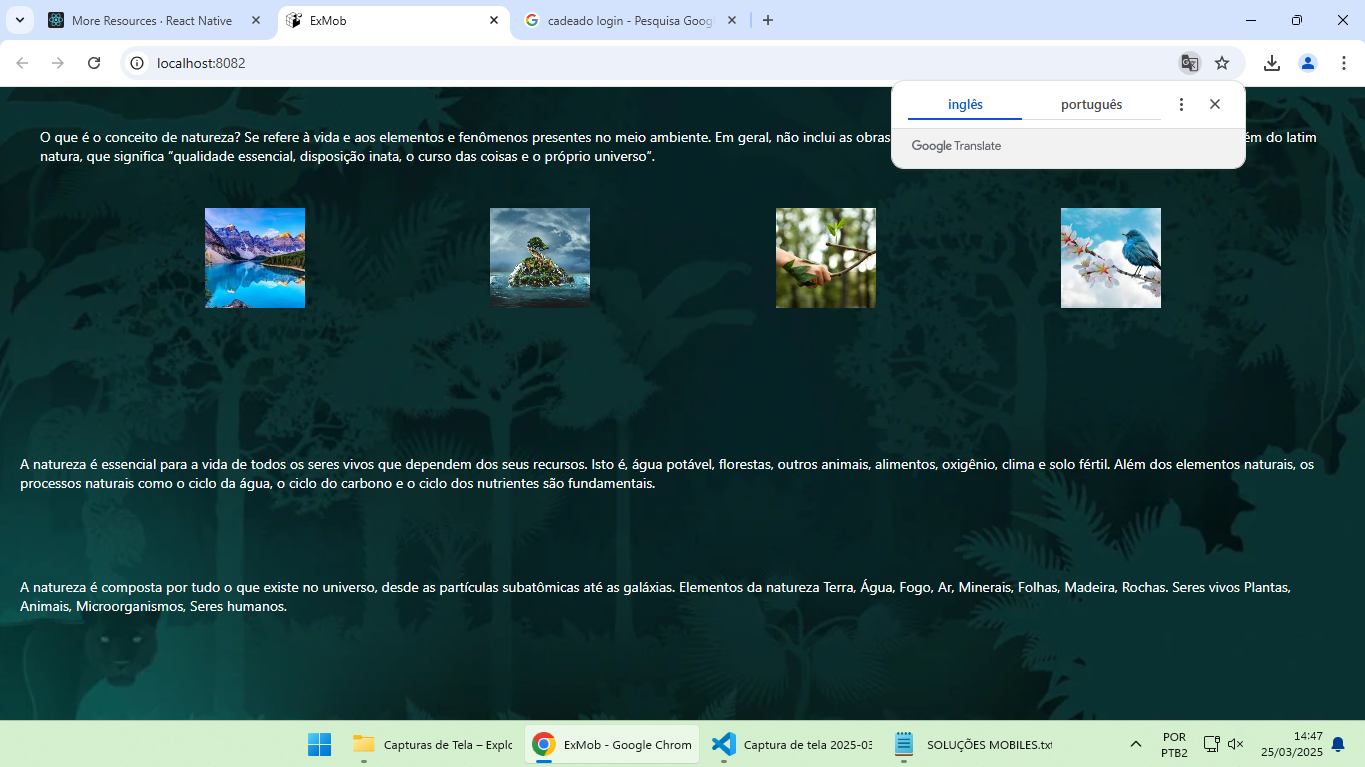 More Resources · React Native
ExMob
cadeado login - Pesquisa Goog
localhost:8082
inglês português
Google Translate
O que é o conceito de natureza? Se refere à vida e aos elementos e fenômenos presentes no meio ambiente. Em geral, não inclui as obras ém do latim
natura, que significa “qualidade essencial, disposição inata, o curso das coisas e o próprio universo”.
A natureza é essencial para a vida de todos os seres vivos que dependem dos seus recursos. Isto é, água potável, florestas, outros animais, alimentos, oxigênio, clima e solo fértil. Além dos elementos naturais, os
processos naturais como o ciclo da água, o ciclo do carbono e o ciclo dos nutrientes são fundamentais.
A natureza é composta por tudo o que existe no universo, desde as partículas subatômicas até as galáxias. Elementos da natureza Terra, Água, Fogo, Ar, Minerais, Folhas, Madeira, Rochas. Seres vivos Plantas,
Animais, Microorganismos, Seres humanos.
Capturas de Tela – Explo
ExMob - Google Chrom
Captura de tela 2025-03
SOLUÇÕES MOBILES.txt
POR
PTB2
14:47
25/03/2025